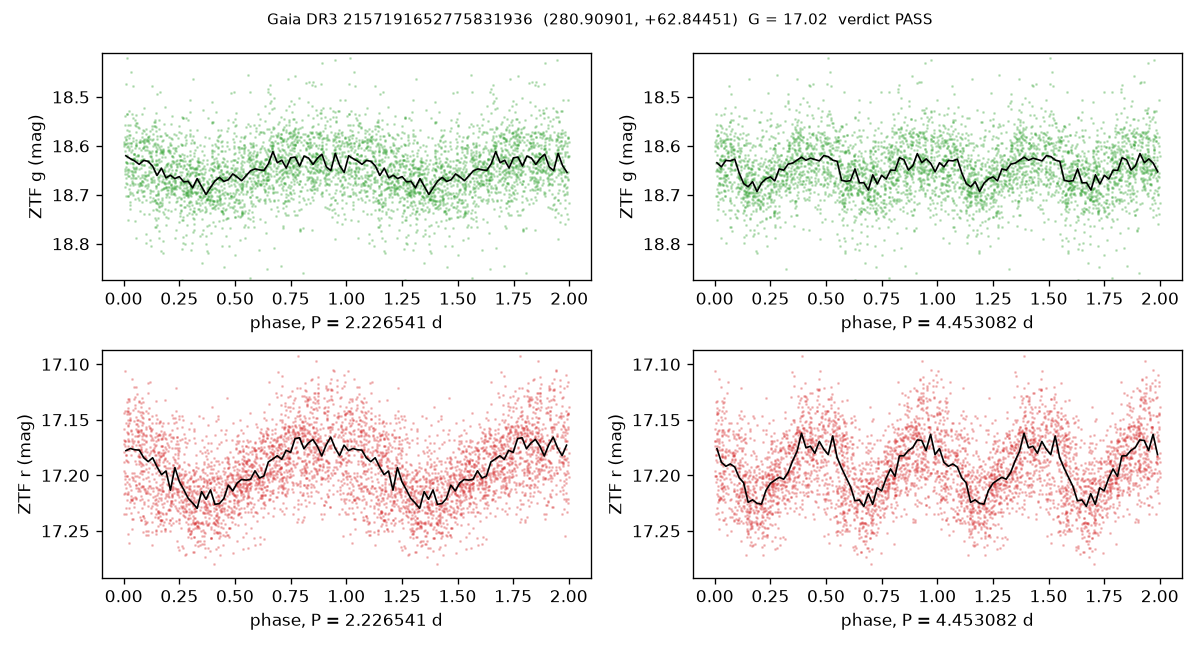 Gaia DR3 2157191652775831936  (280.90901, +62.84451)  G = 17.02  verdict PASS
ZTF g (mag)
18.5
18.6
18.7
18.8
0.00 0.25 0.50 0.75 1.00 1.25 1.50 1.75 2.00
phase, P = 2.226541 d
ZTF g (mag)
18.5
18.6
18.7
18.8
0.00 0.25 0.50 0.75 1.00 1.25 1.50 1.75 2.00
phase, P = 4.453082 d
ZTF r (mag)
17.10
17.15
17.20
17.25
0.00 0.25 0.50 0.75 1.00 1.25 1.50 1.75 2.00
phase, P = 2.226541 d
ZTF r (mag)
17.10
17.15
17.20
17.25
0.00 0.25 0.50 0.75 1.00 1.25 1.50 1.75 2.00
phase, P = 4.453082 d